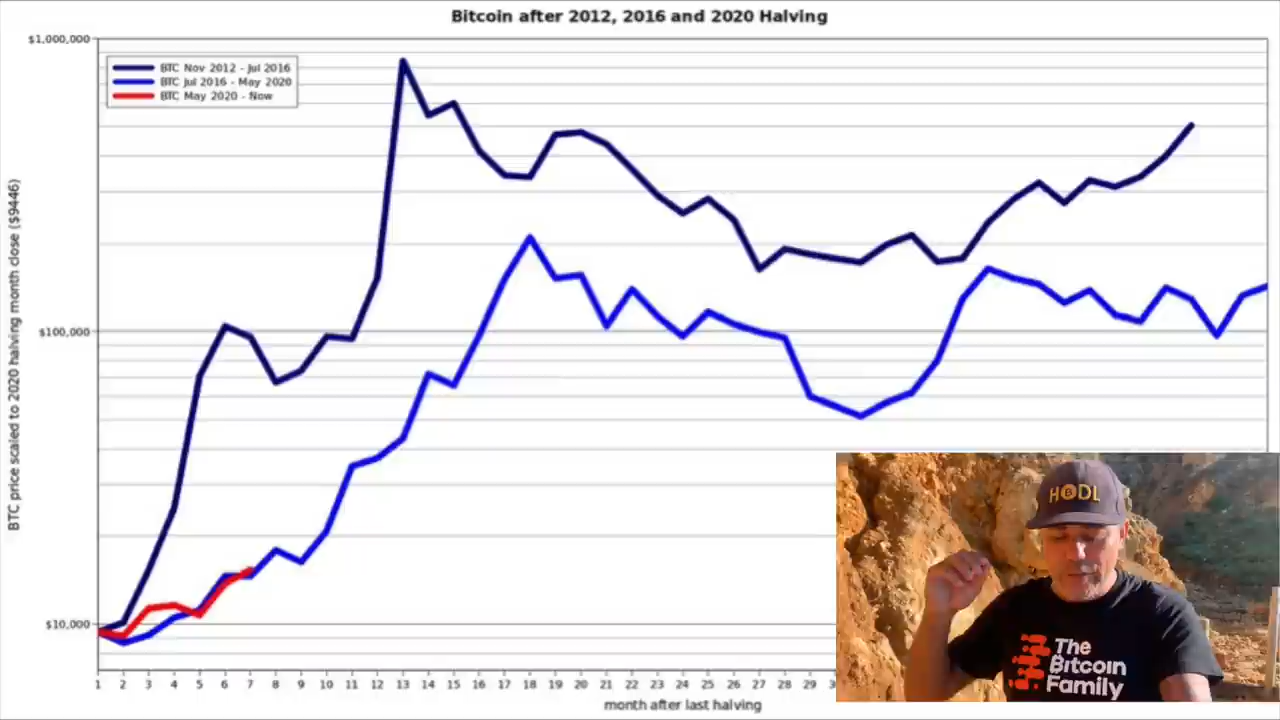 Bitcoin after 2012, 2016 and 2020 Halving
$1,000,000
BTC Nov 2012 - Jul 2016
BTC Jul 2016 - May 2020
BTC May 2020 - Now
BTC price scaled to 2020 halving month close ($9446)
$100,000
$10,000
1 2 3 4 5 6 7 8 9 10 11 12 13 14 15 16 17 18 19 20 21 22 23 24 25 26 27 28 29
month after last halving
HODL
The
Bitcoin
Family